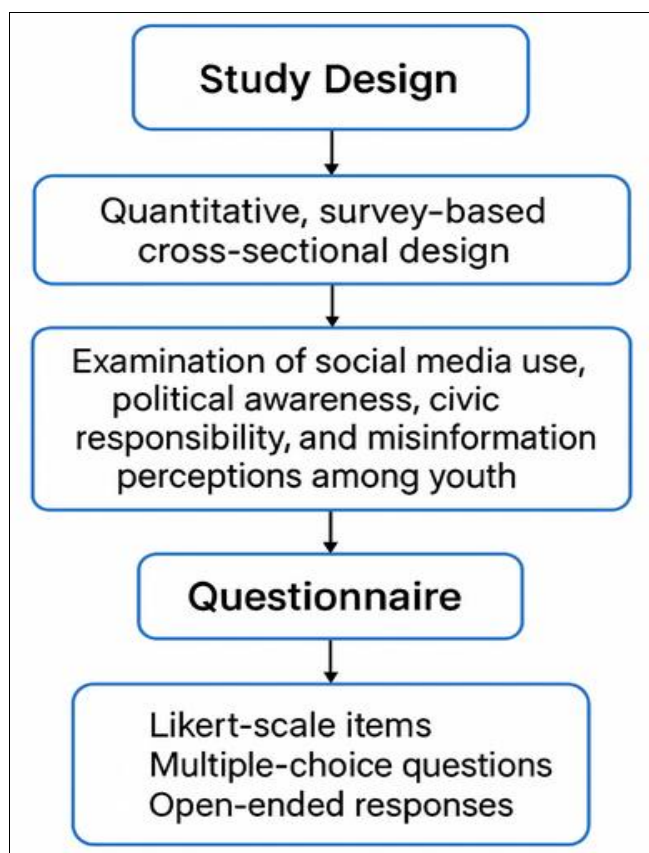 Study Design
Quantitative, survey-based
cross-sectional design
Examination of social media use,
political awareness, civic
responsibility, and misinformation
perceptions among youth
Questionnaire
Likert-scale items
Multiple-choice questions
Open-ended responses